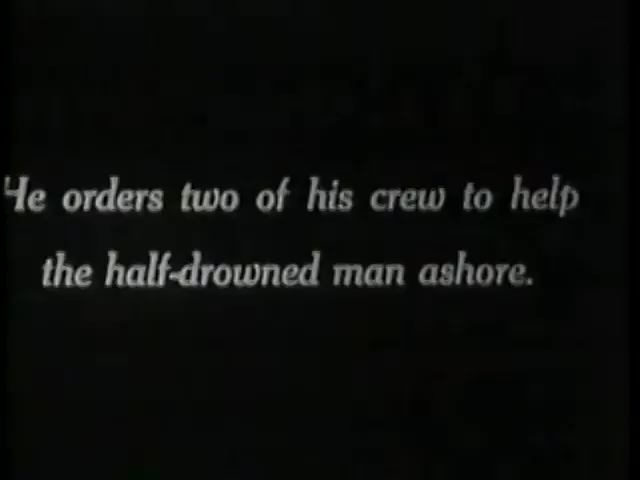 He orders two of his crew to help
the half-drowned man ashore.